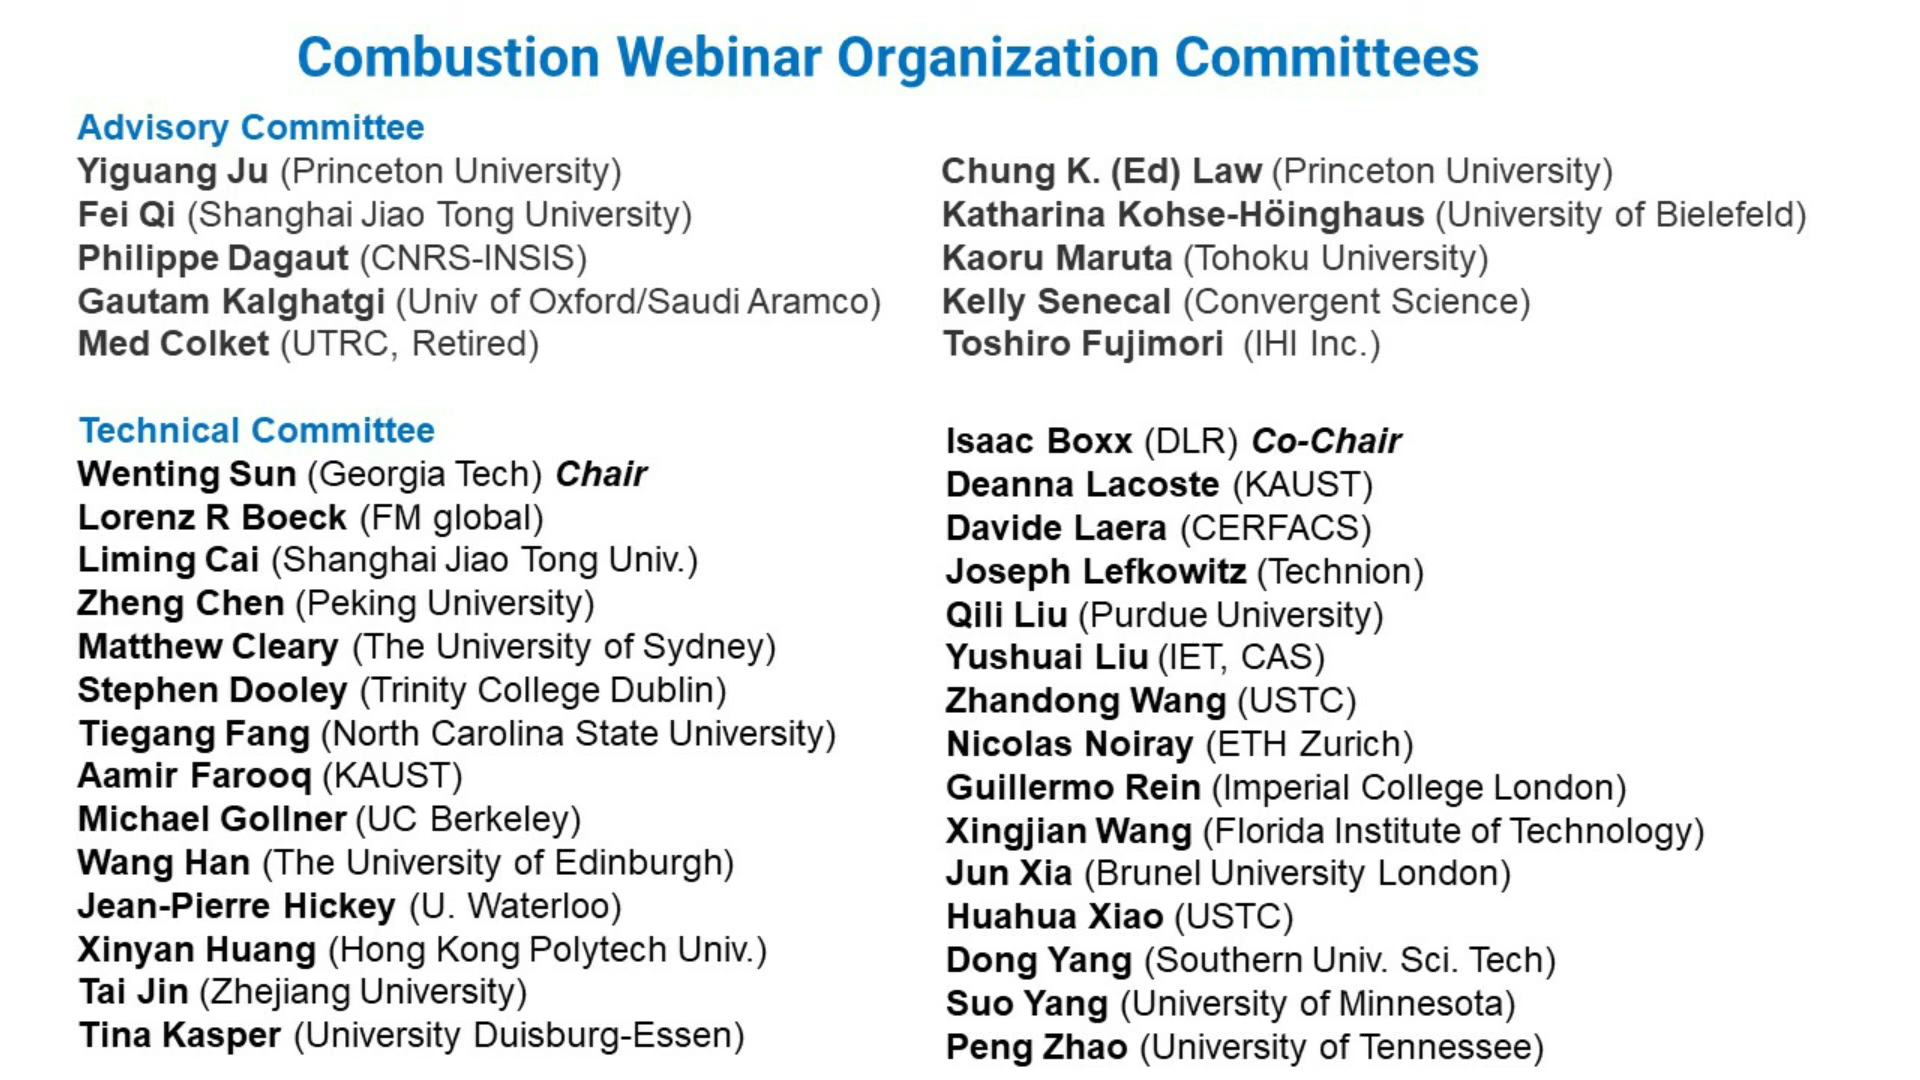 Combustion Webinar Organization Committees
Advisory Committee
Yiguang Ju (Princeton University)
Fei Qi (Shanghai Jiao Tong University)
Philippe Dagaut (CNRS-INSIS)
Gautam Kalghatgi (Univ of Oxford/Saudi Aramco)
Med Colket (UTRC, Retired)
Chung K. (Ed) Law (Princeton University)
Katharina Kohse-Höinghaus (University of Bielefeld)
Kaoru Maruta (Tohoku University)
Kelly Senecal (Convergent Science)
Toshiro Fujimori (IHI Inc.)
Technical Committee
Wenting Sun (Georgia Tech) Chair
Lorenz R Boeck (FM global)
Liming Cai (Shanghai Jiao Tong Univ.)
Zheng Chen (Peking University)
Matthew Cleary (The University of Sydney)
Stephen Dooley (Trinity College Dublin)
Tiegang Fang (North Carolina State University)
Aamir Farooq (KAUST)
Michael Gollner (UC Berkeley)
Wang Han (The University of Edinburgh)
Jean-Pierre Hickey (U. Waterloo)
Xinyan Huang (Hong Kong Polytech Univ.)
Tai Jin (Zhejiang University)
Tina Kasper (University Duisburg-Essen)
Isaac Boxx (DLR) Co-Chair
Deanna Lacoste (KAUST)
Davide Laera (CERFACS)
Joseph Lefkowitz (Technion)
Qili Liu (Purdue University)
Yushuai Liu (IET, CAS)
Zhandong Wang (USTC)
Nicolas Noiray (ETH Zurich)
Guillermo Rein (Imperial College London)
Xingjian Wang (Florida Institute of Technology)
Jun Xia (Brunel University London)
Huahua Xiao (USTC)
Dong Yang (Southern Univ. Sci. Tech)
Suo Yang (University of Minnesota)
Peng Zhao (University of Tennessee)